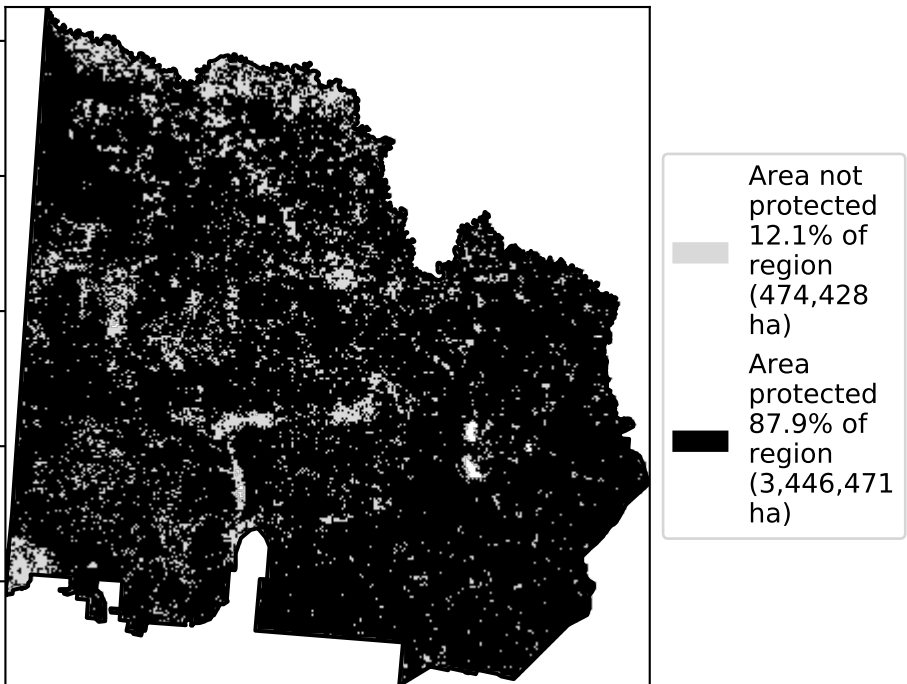 Area not
protected
12.1% of
region
(474,428
ha)
Area
protected
87.9% of
region
(3,446,471
ha)